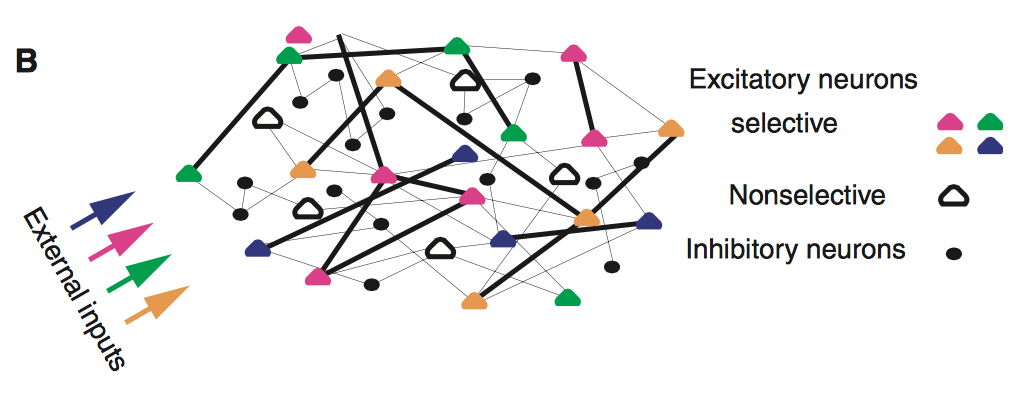 B
Excitatory neurons
selective
Nonselective
Inhibitory neurons
External inputs